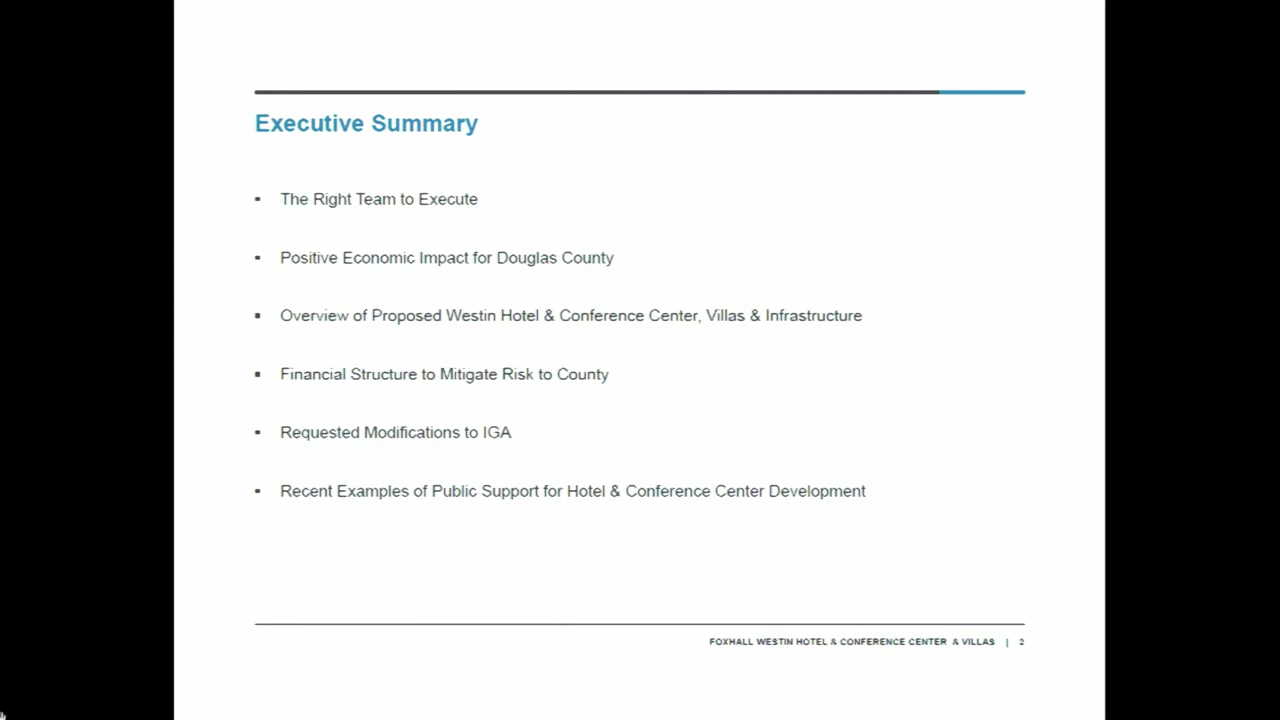 Executive Summary
▪ The Right Team to Execute
▪ Positive Economic Impact for Douglas County
▪ Overview of Proposed Westin Hotel & Conference Center, Villas & Infrastructure
▪ Financial Structure to Mitigate Risk to County
▪ Requested Modifications to IGA
▪ Recent Examples of Public Support for Hotel & Conference Center Development
FOXHALL WESTIN HOTEL & CONFERENCE CENTER & VILLAS | 2